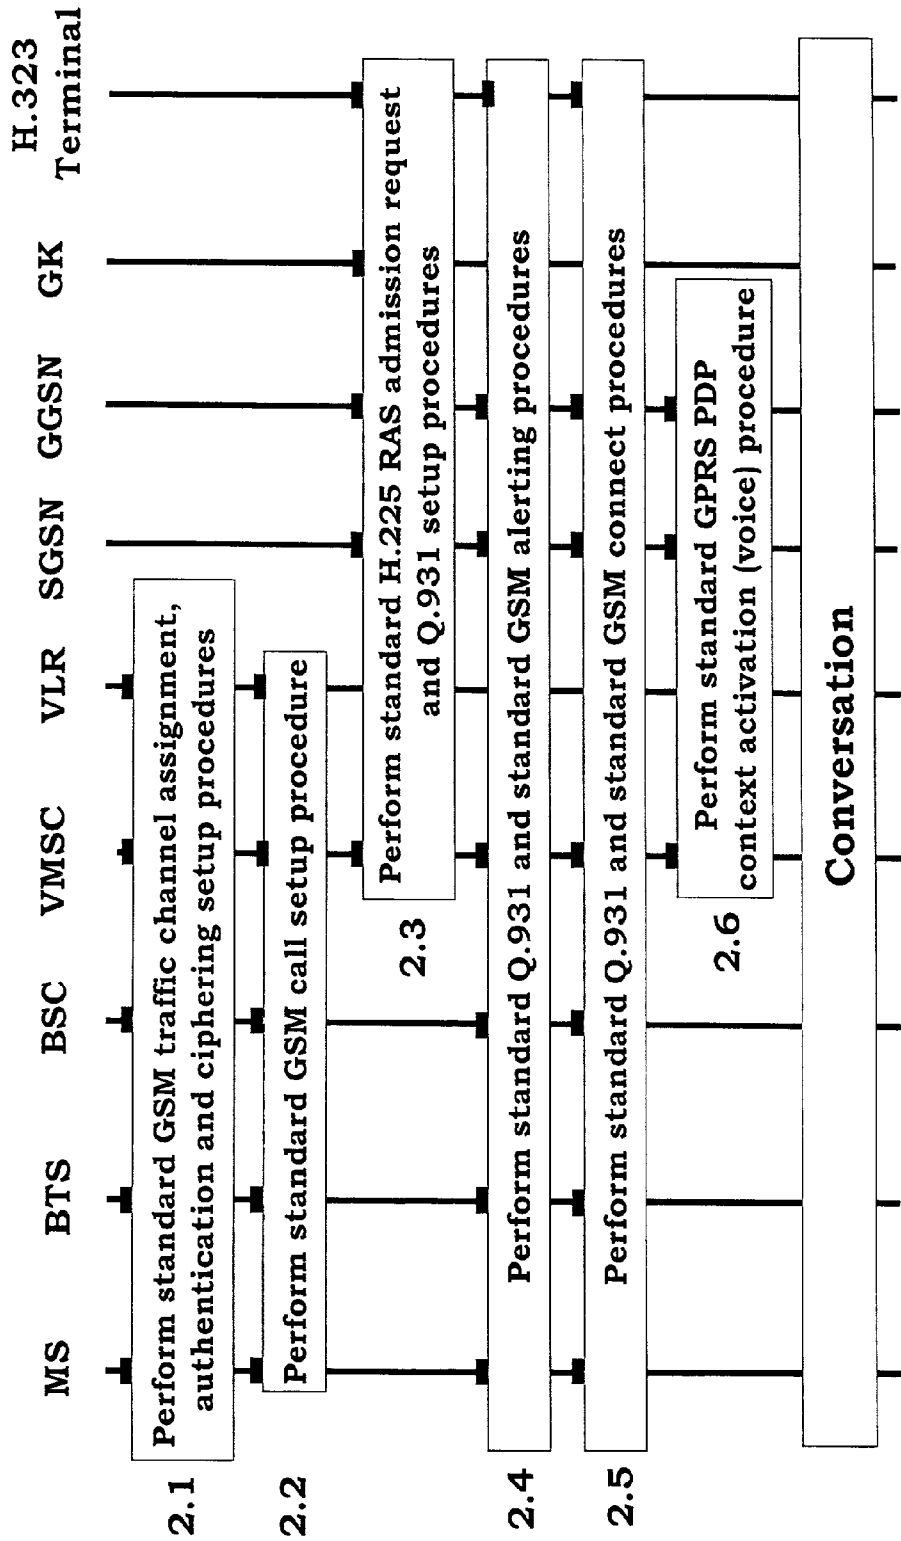 MS BTS BSC VMSC VLR SGSN GGSN GK H.323
Terminal
2.1 Perform standard GSM traffic channel assignment,
authentication and ciphering setup procedures
2.2 Perform standard GSM call setup procedure
2.3 Perform standard H.225 RAS admission request
and Q.931 setup procedures
2.4 Perform standard Q.931 and standard GSM alerting procedures
2.5 Perform standard Q.931 and standard GSM connect procedures
2.6 Perform standard GPRS PDP
context activation (voice) procedure
Conversation